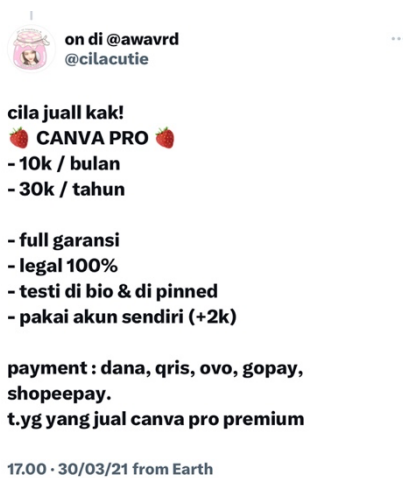 on di @awavrd
@cilacutie
cila juall kak!
🍓 CANVA PRO 🍓
- 10k / bulan
- 30k / tahun
- full garansi
- legal 100%
- testi di bio & di pinned
- pakai akun sendiri (+2k)
payment : dana, qris, ovo, gopay,
shopeepay.
t.yg yang jual canva pro premium
17.00 · 30/03/21 from Earth